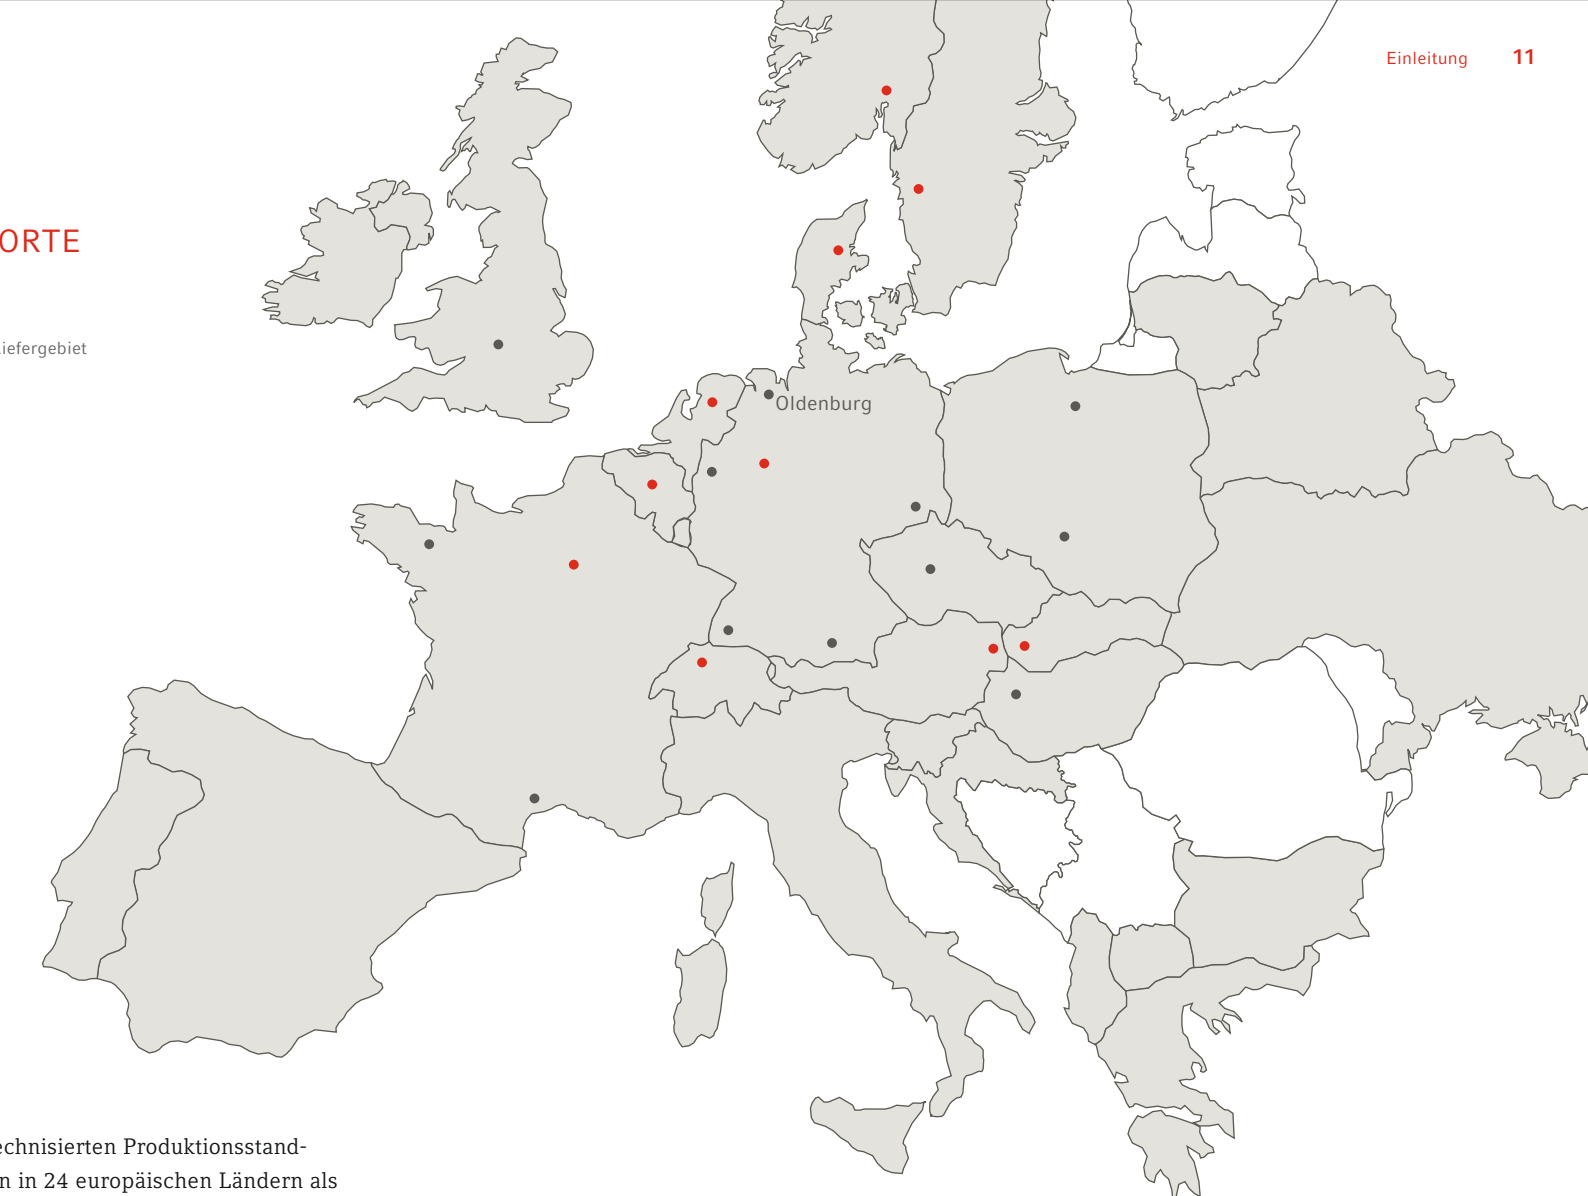 Einleitung 11
ORTE
iefergebiet
Oldenburg
echnisierten Produktionsstand-
n in 24 europäischen Ländern als